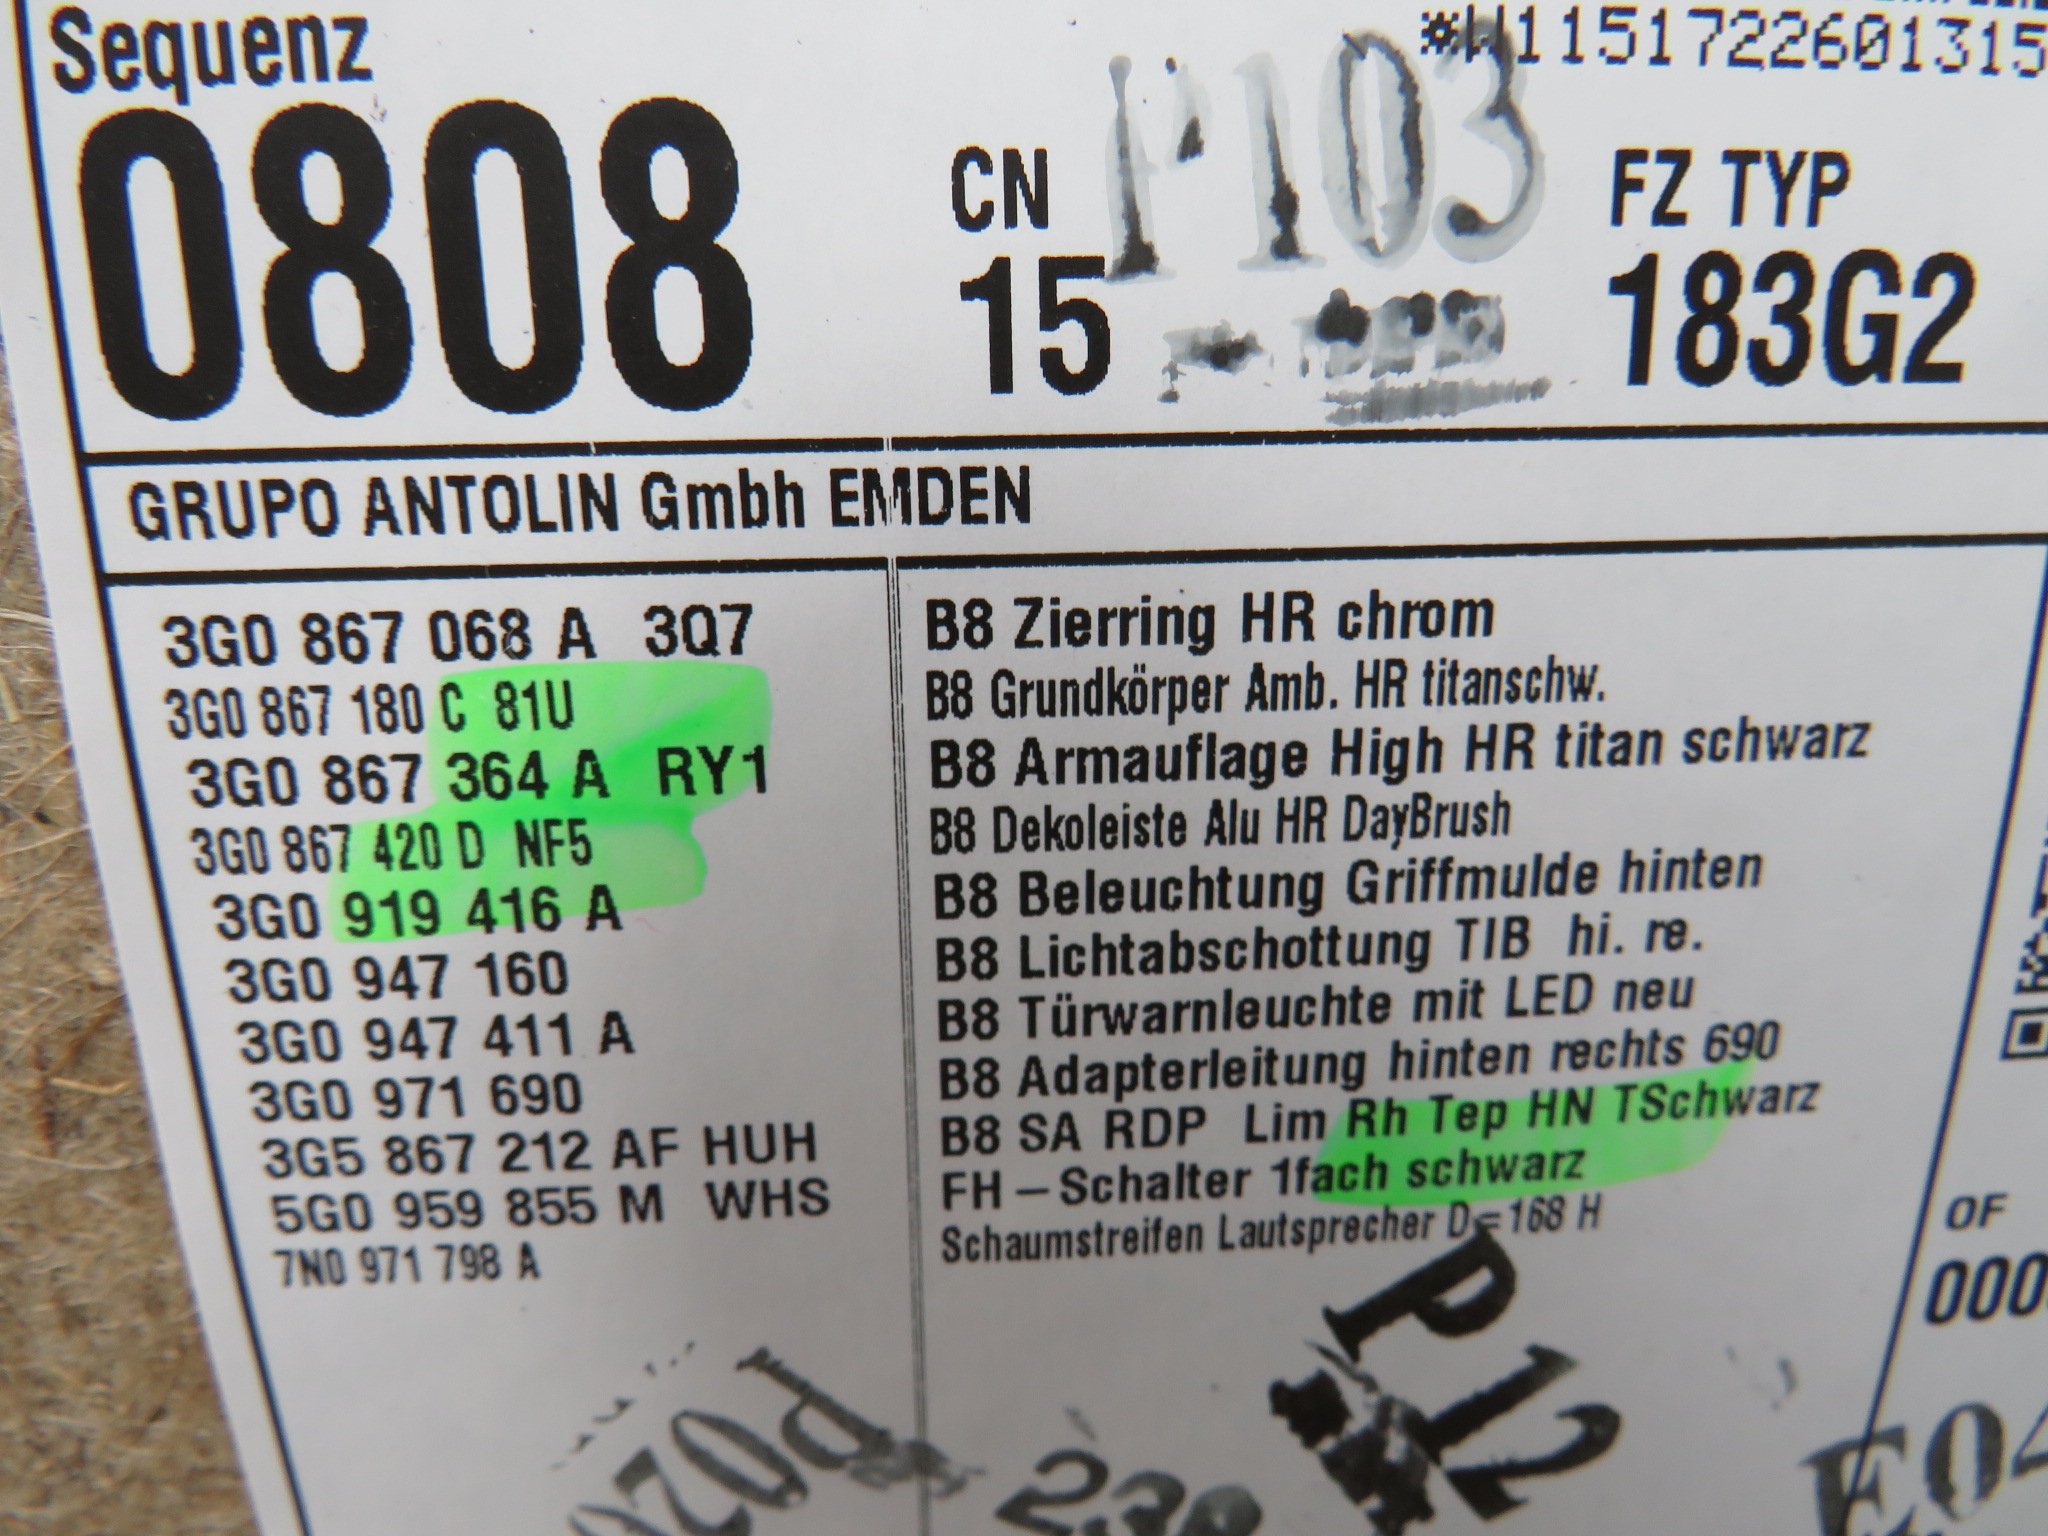 Sequenz
*W1151722601315
0808
CN
P103
FZ TYP
15
183G2
GRUPO ANTOLIN Gmbh EMDEN
3G0 867 068 A 3Q7 B8 Zierring HR chrom
3G0 867 180 C 81U B8 Grundkörper Amb. HR titanschw.
3G0 867 364 A RY1 B8 Armauflage High HR titan schwarz
3G0 867 420 D NF5 B8 Dekoleiste Alu HR DayBrush
3G0 919 416 A B8 Beleuchtung Griffmulde hinten
3G0 947 160 B8 Lichtabschottung TIB hi. re.
3G0 947 411 A B8 Türwarnleuchte mit LED neu
3G0 971 690 B8 Adapterleitung hinten rechts 690
3G5 867 212 AF HUH B8 SA RDP Lim Rh Tep HN TSchwarz
5G0 959 855 M WHS FH – Schalter 1fach schwarz
7N0 971 798 A Schaumstreifen Lautsprecher D=168 H
OF
000
P12
P020
E04